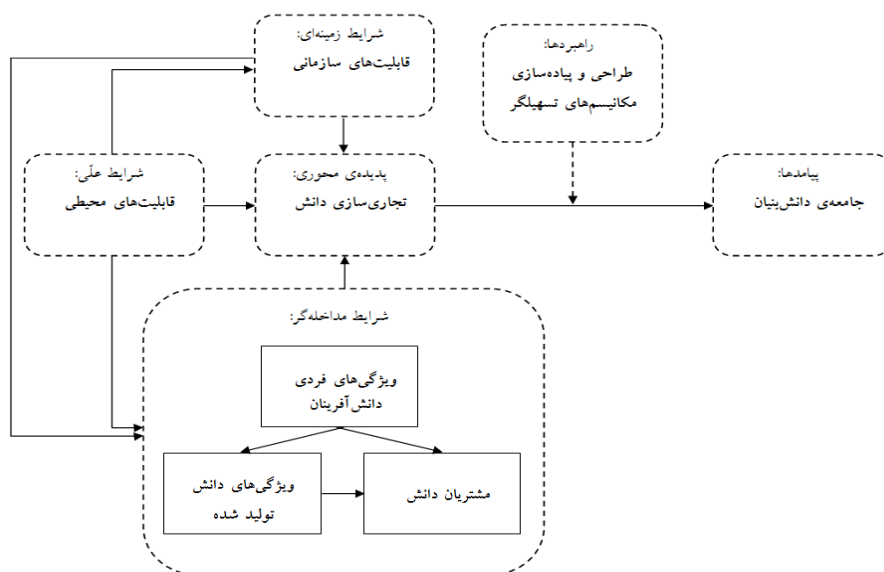 شرایط زمینه‌ای:
قابلیت‌های سازمانی
راهبردها:
طراحی و پیاده‌سازی
مکانیسم‌های تسهیلگر
شرایط علّی:
قابلیت‌های محیطی
پدیده‌ی محوری:
تجاری‌سازی دانش
پیامدها:
جامعه‌ی دانش‌بنیان
شرایط مداخله‌گر:
ویژگی‌های فردی
دانش‌آفرینان
ویژگی‌های دانش
تولید شده
مشتریان دانش